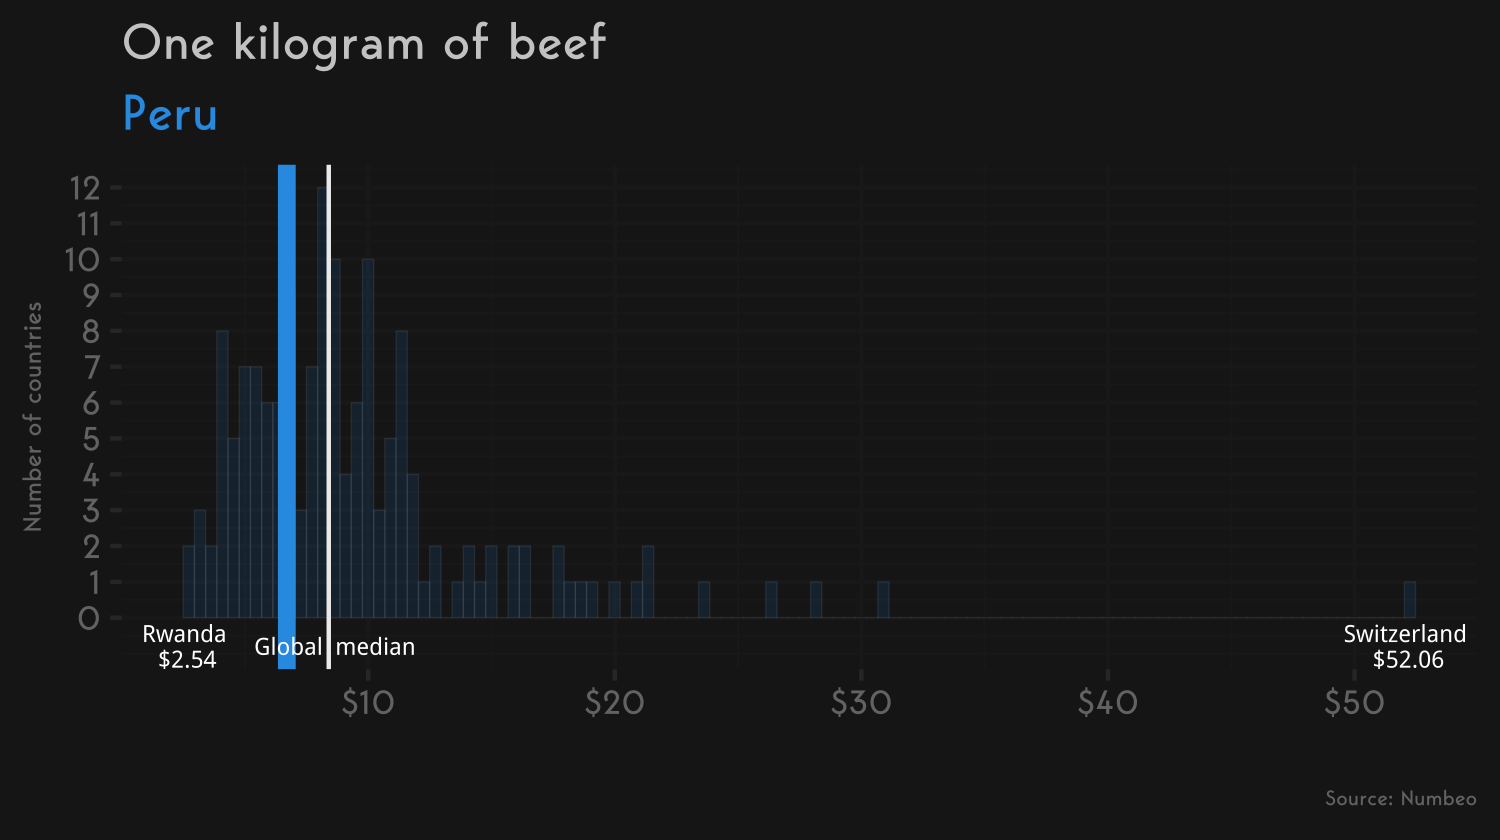 One kilogram of beef
Peru
Number of countries
12
11
10
9
8
7
6
5
4
3
2
1
0
Rwanda
$2.54
Global median
Switzerland
$52.06
$10
$20
$30
$40
$50
Source: Numbeo